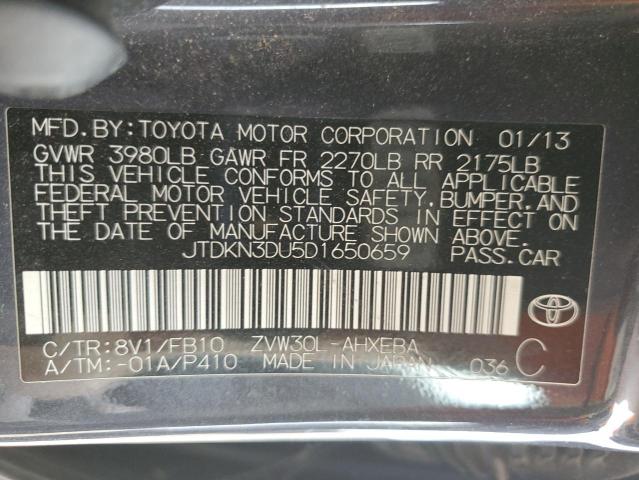 MFD.BY:TOYOTA MOTOR CORPORATION 01/13
GVWR 3980LB GAWR FR 2270LB RR 2175LB
THIS VEHICLE CONFORMS TO ALL APPLICABLE
FEDERAL MOTOR VEHICLE SAFETY,BUMPER,AND
THEFT PREVENTION STANDARDS IN EFFECT ON
THE DATE OF MANUFACTURE SHOWN ABOVE.
JTDKN3DU5D1650659 PASS.CAR
C/TR:8V1/FB10 ZVW30L-AHXEBA
A/TM:-01A/P410 MADE IN JAPAN 036 C